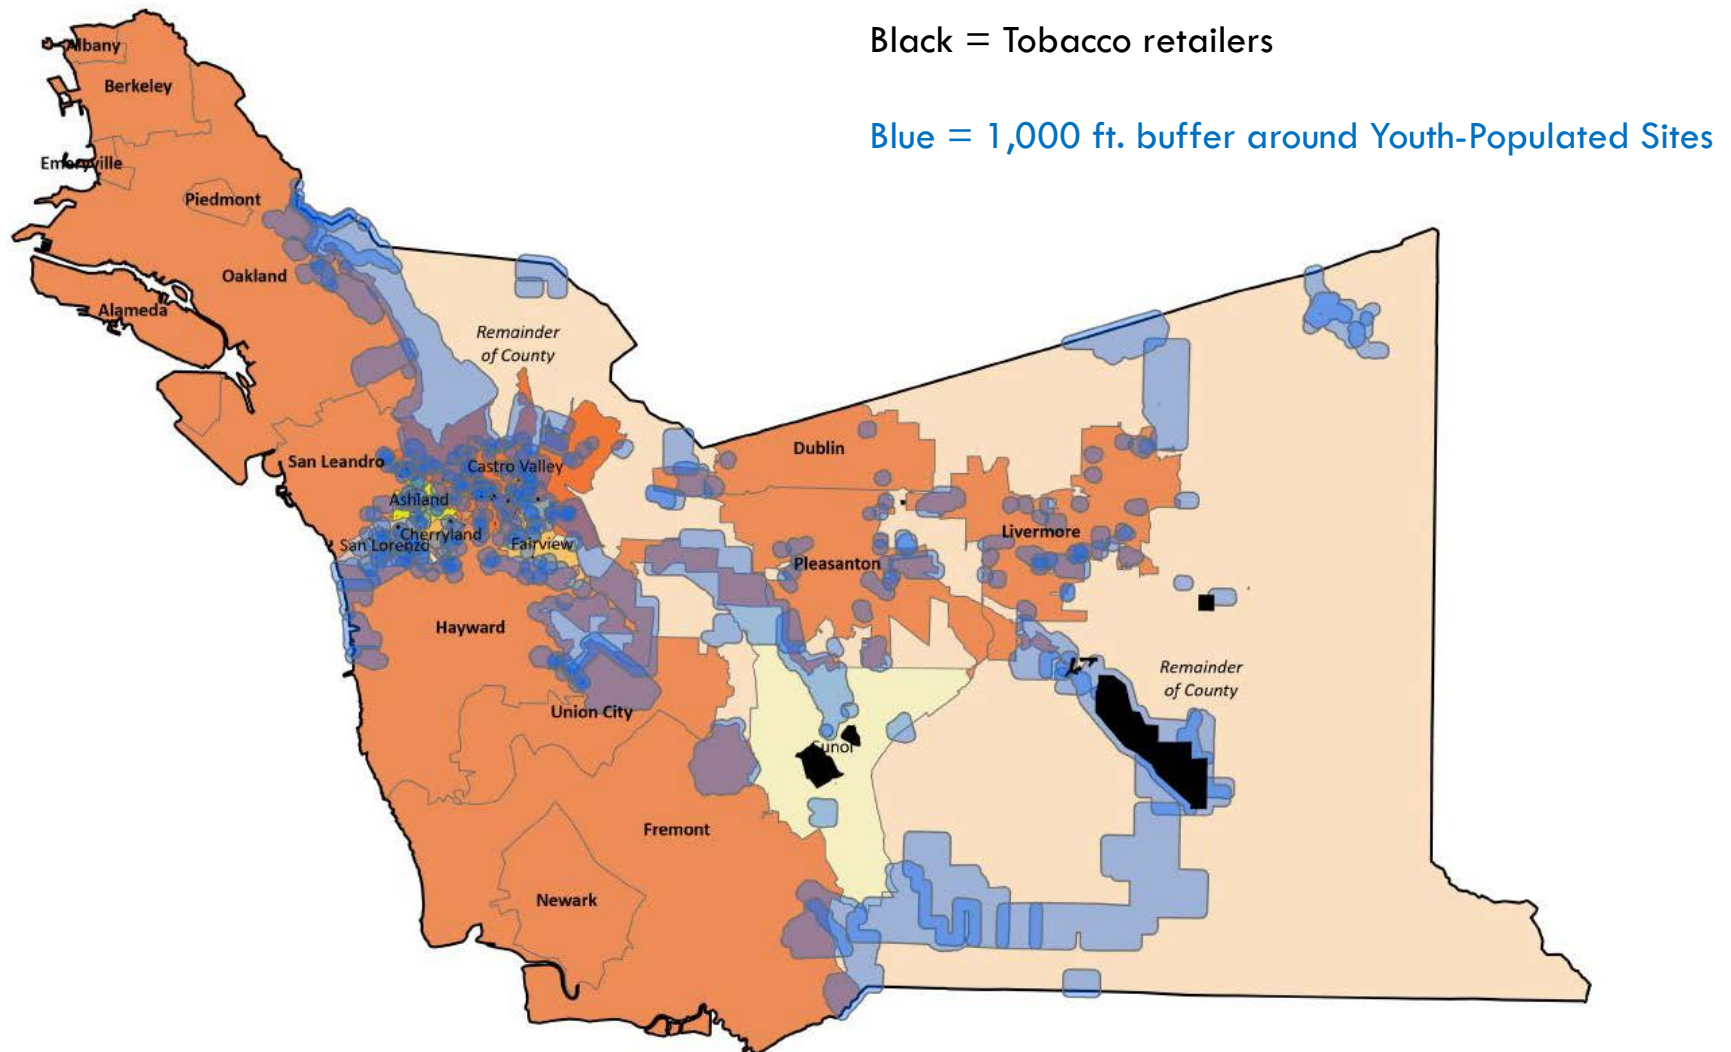 Black = Tobacco retailers
Blue = 1,000 ft. buffer around Youth-Populated Sites
Albany
Berkeley
Emeryville
Piedmont
Oakland
Alameda
Remainder
of County
San Leandro
Castro Valley
Ashland
Cherryland
San Lorenzo
Fairview
Dublin
Livermore
Pleasanton
Hayward
Remainder
of County
Union City
Sunol
Fremont
Newark